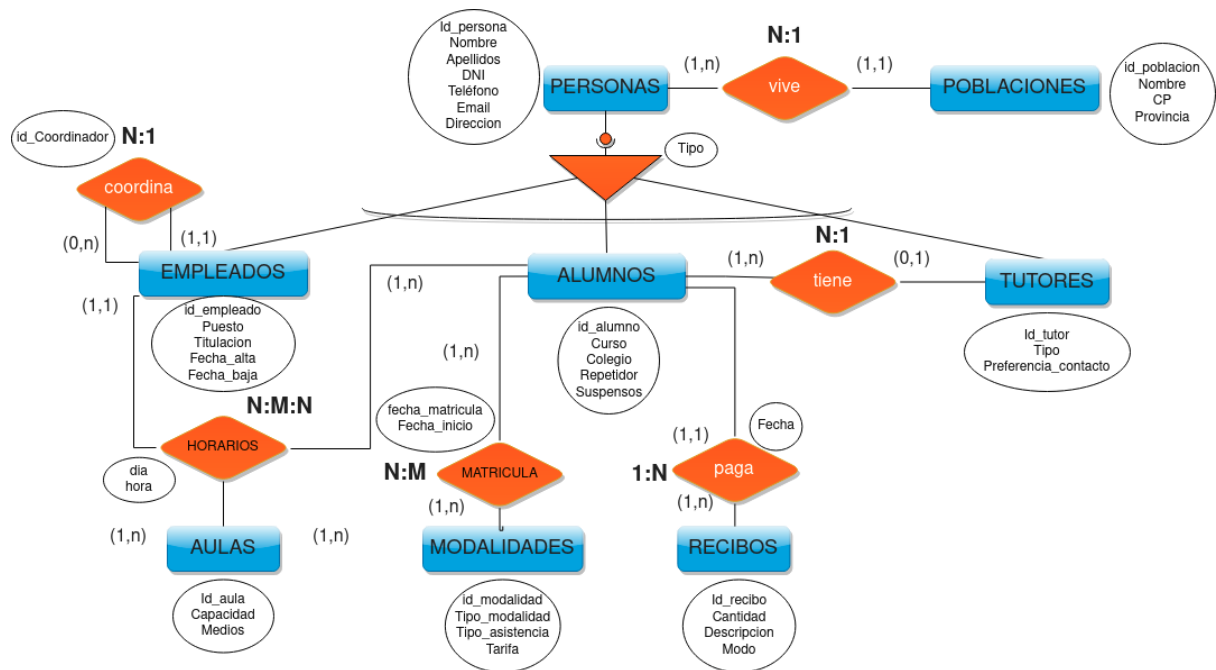 Id_persona
Nombre
Apellidos
DNI
Teléfono
Email
Direccion
PERSONAS
(1,n)
N:1
vive
(1,1)
POBLACIONES
id_poblacion
Nombre
CP
Provincia
Tipo
id_Coordinador
N:1
coordina
(0,n)
(1,1)
EMPLEADOS
(1,1)
id_empleado
Puesto
Titulacion
Fecha_alta
Fecha_baja
(1,n)
ALUMNOS
id_alumno
Curso
Colegio
Repetidor
Suspensos
(1,n)
N:1
tiene
(0,1)
TUTORES
Id_tutor
Tipo
Preferencia_contacto
N:M:N
HORARIOS
dia
hora
(1,n)
AULAS
(1,n)
Id_aula
Capacidad
Medios
(1,n)
fecha_matricula
Fecha_inicio
N:M
MATRICULA
(1,n)
MODALIDADES
id_modalidad
Tipo_modalidad
Tipo_asistencia
Tarifa
Fecha
(1,1)
1:N
paga
(1,n)
RECIBOS
Id_recibo
Cantidad
Descripcion
Modo